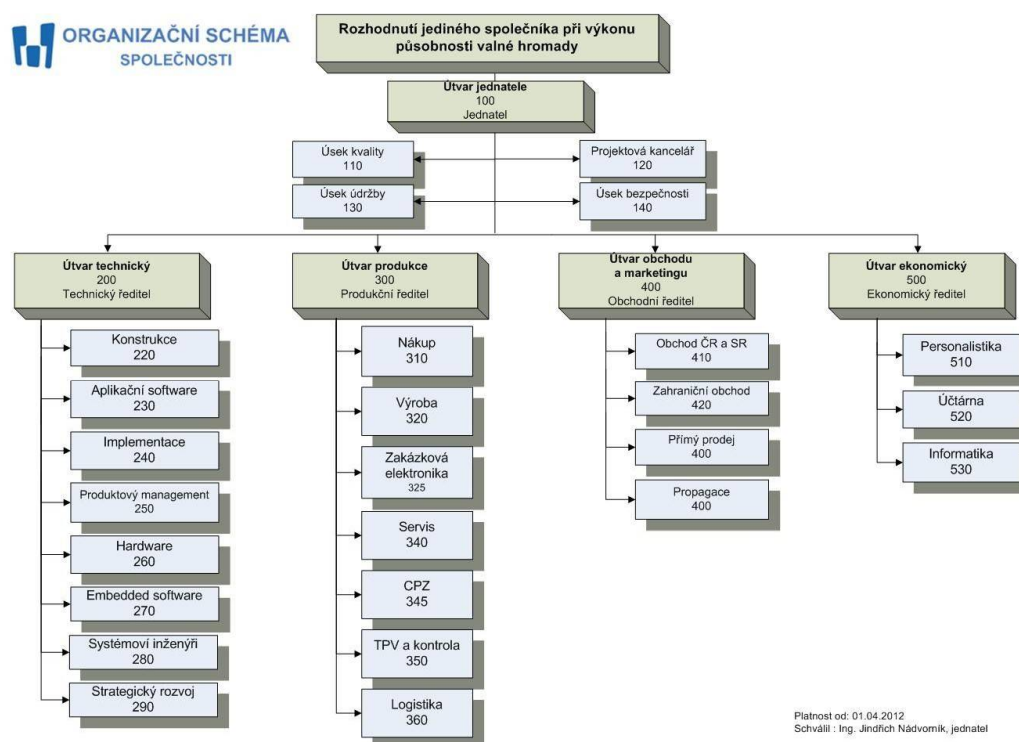 ORGANIZAČNÍ SCHÉMA
SPOLEČNOSTI
Rozhodnutí jediného společníka při výkonu
působnosti valné hromady
Útvar jednatele
100
Jednatel
Úsek kvality
110
Projektová kancelář
120
Úsek údržby
130
Úsek bezpečnosti
140
Útvar technický
200
Technický ředitel
Konstrukce
220
Aplikační software
230
Implementace
240
Produktový management
250
Hardware
260
Embedded software
270
Systémoví inženýři
280
Strategický rozvoj
290
Útvar produkce
300
Produkční ředitel
Nákup
310
Výroba
320
Zakázková
elektronika
325
Servis
340
CPZ
345
TPV a kontrola
350
Logistika
360
Útvar obchodu
a marketingu
400
Obchodní ředitel
Obchod ČR a SR
410
Zahraniční obchod
420
Přímý prodej
400
Propagace
400
Útvar ekonomický
500
Ekonomický ředitel
Personalistika
510
Účtárna
520
Informatika
530
Platnost od: 01.04.2012
Schválil : Ing. Jindřich Nádvorník, jednatel